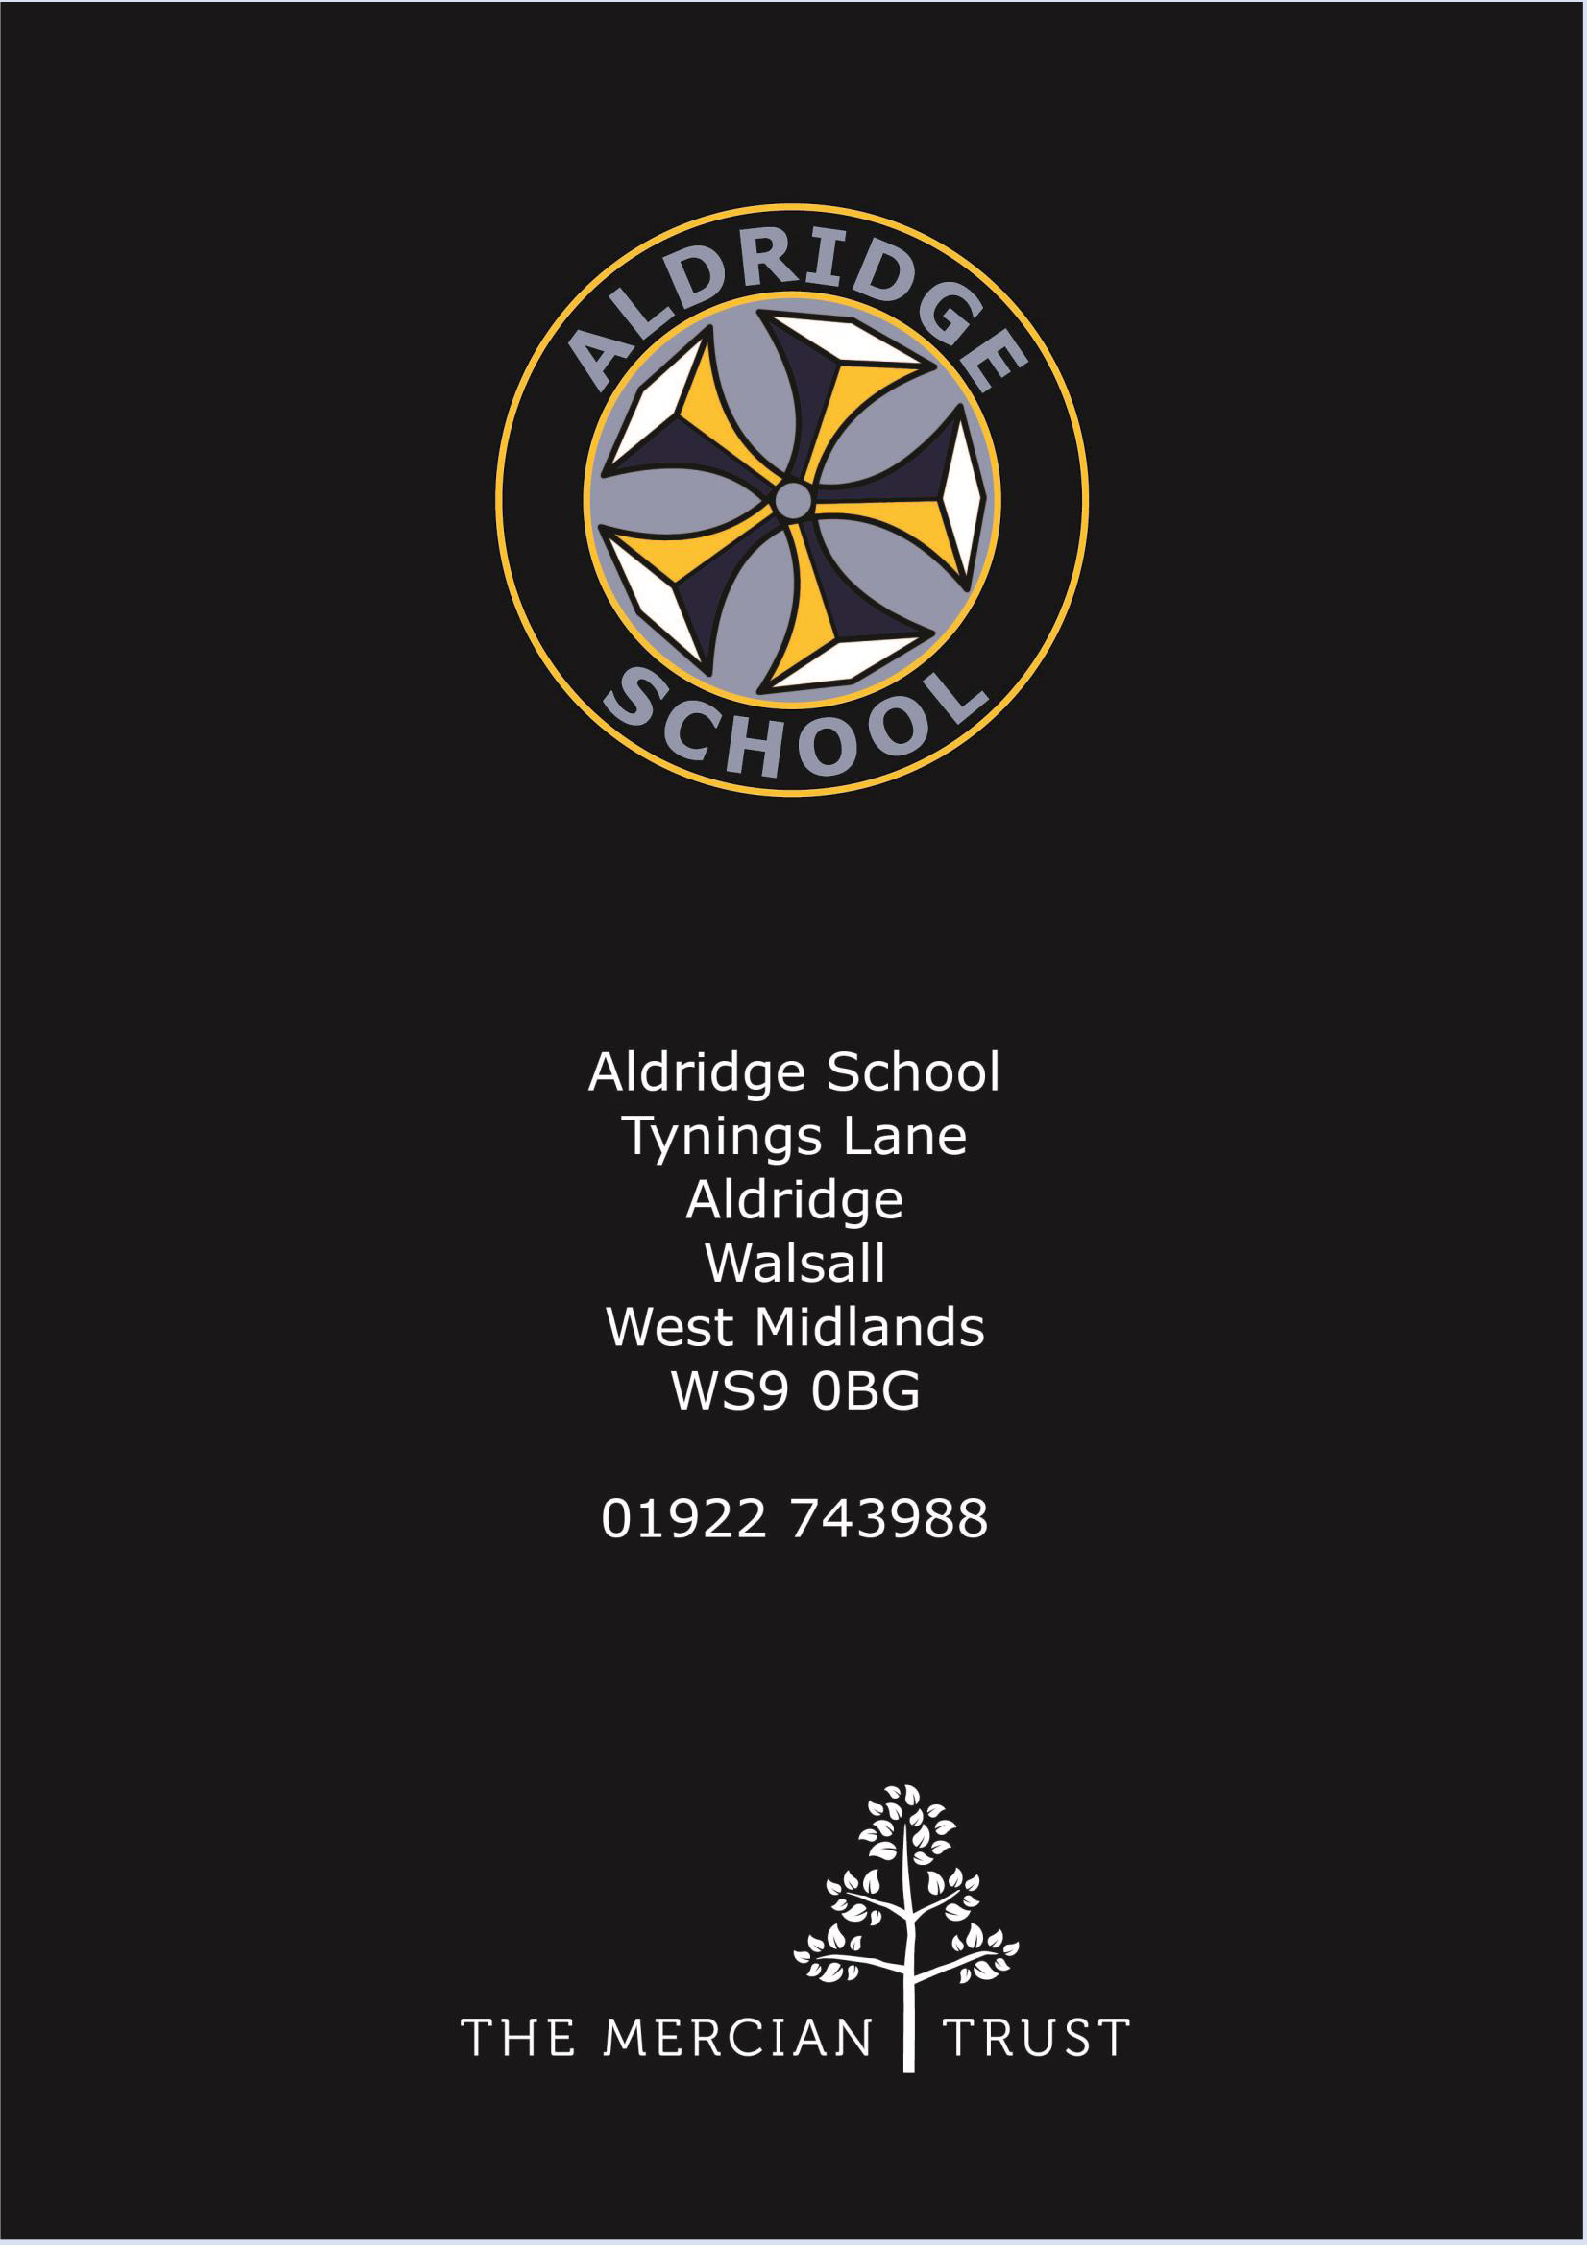 ALDRIDGE
SCHOOL
Aldridge School
Tynings Lane
Aldridge
Walsall
West Midlands
WS9 0BG
01922 743988
THE MERCIAN TRUST